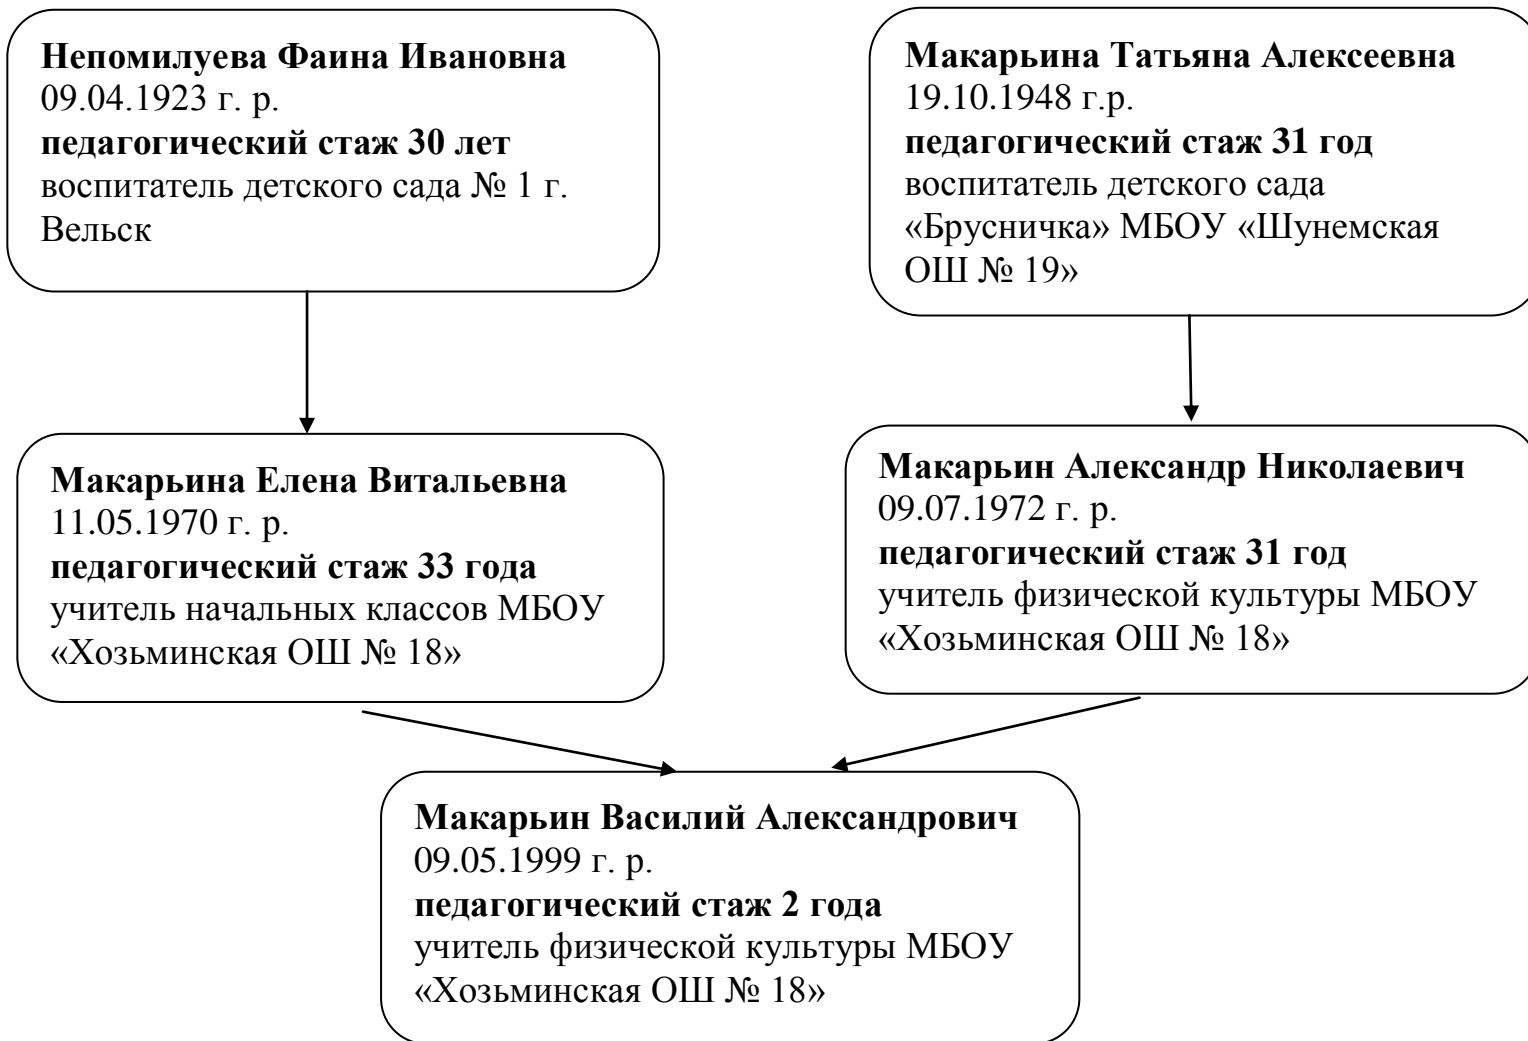 Непомилуева Фаина Ивановна
09.04.1923 г. р.
педагогический стаж 30 лет
воспитатель детского сада № 1 г.
Вельск
Макарьина Татьяна Алексеевна
19.10.1948 г.р.
педагогический стаж 31 год
воспитатель детского сада
«Брусничка» МБОУ «Шунемская
ОШ № 19»
Макарьина Елена Витальевна
11.05.1970 г. р.
педагогический стаж 33 года
учитель начальных классов МБОУ
«Хозьминская ОШ № 18»
Макарьин Александр Николаевич
09.07.1972 г. р.
педагогический стаж 31 год
учитель физической культуры МБОУ
«Хозьминская ОШ № 18»
Макарьин Василий Александрович
09.05.1999 г. р.
педагогический стаж 2 года
учитель физической культуры МБОУ
«Хозьминская ОШ № 18»